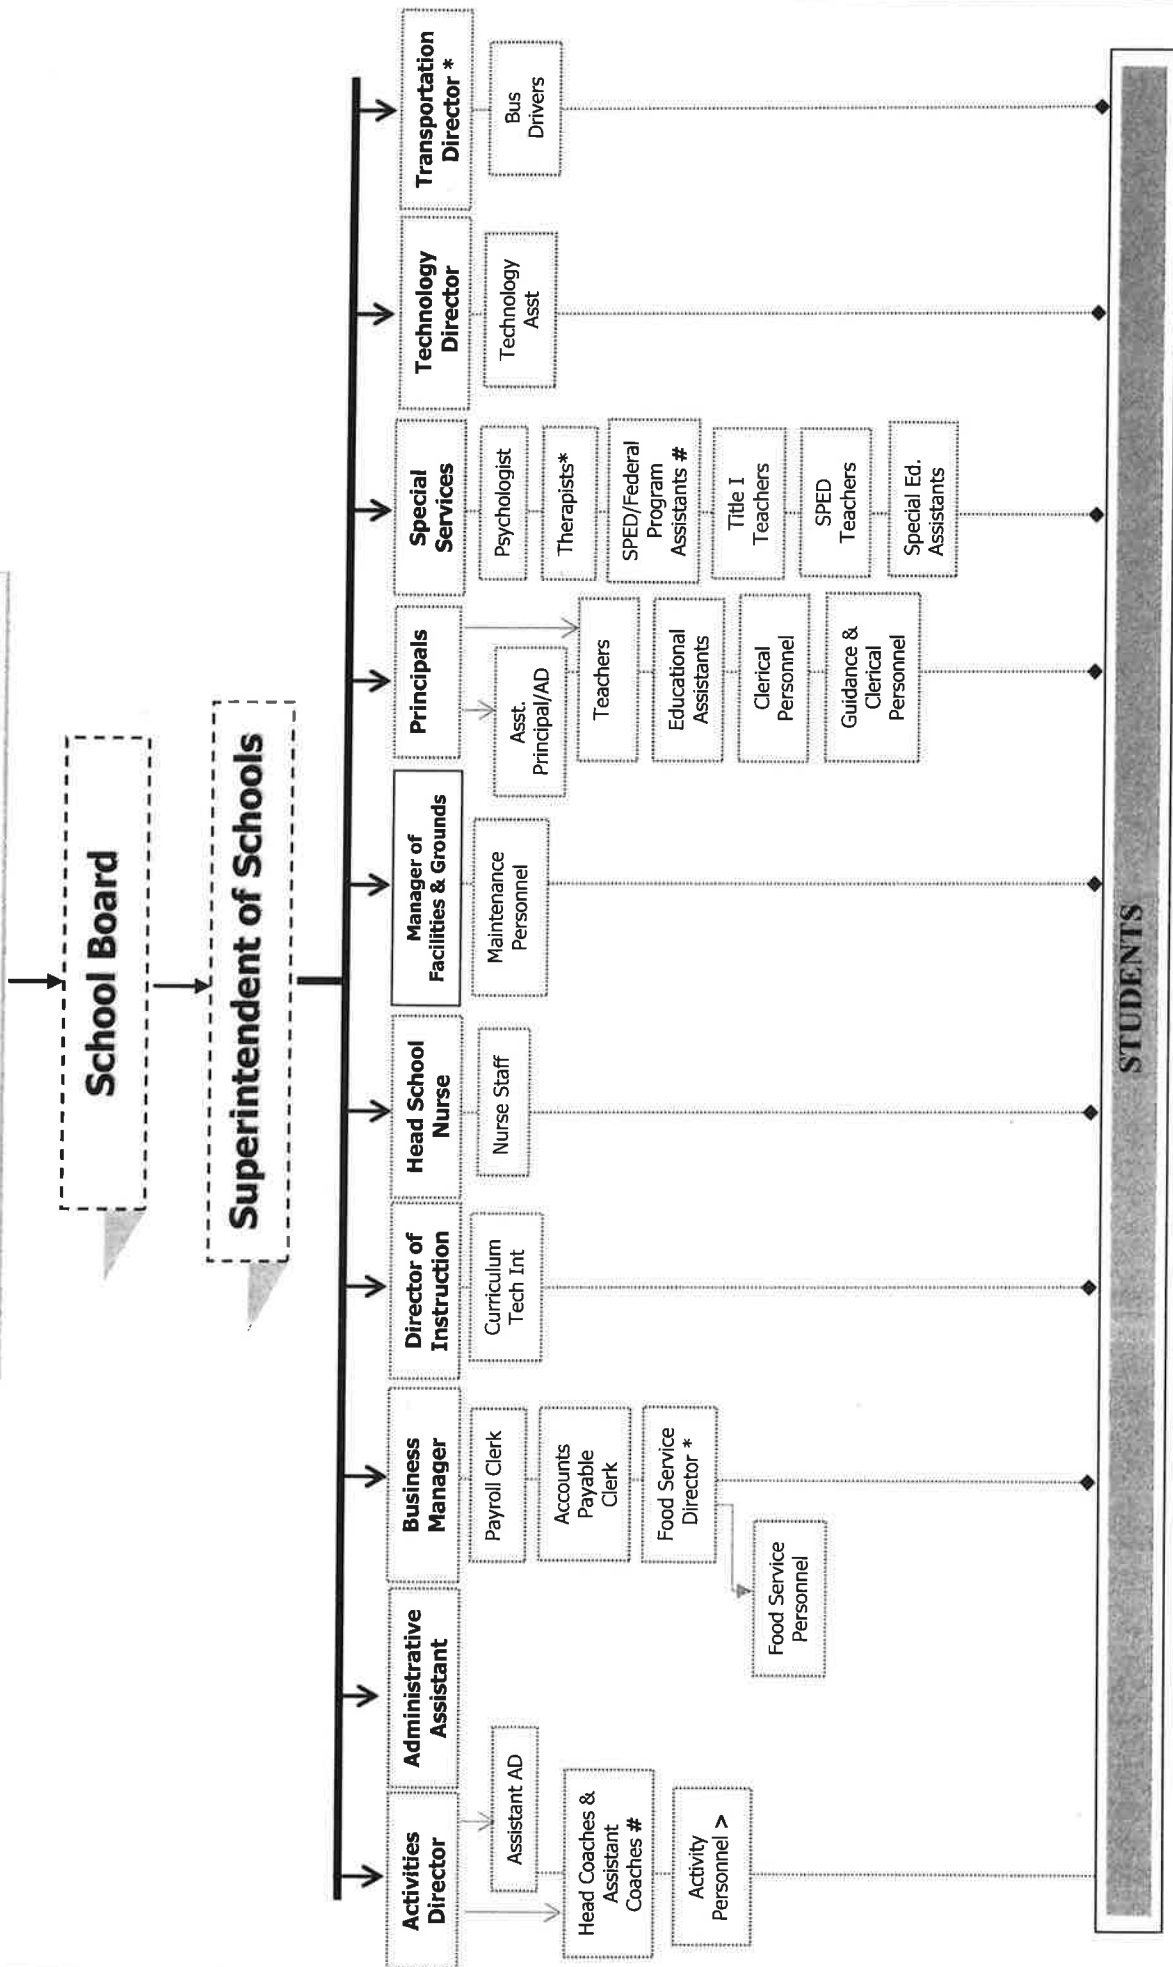 School Board
Superintendent of Schools
Activities
Director
Administrative
Assistant
Business
Manager
Director of
Instruction
Head School
Nurse
Manager of
Facilities & Grounds
Principals
Special
Services
Technology
Director
Transportation
Director *
Assistant AD
Head Coaches &
Assistant
Coaches #
Activity
Personnel >
Payroll Clerk
Accounts
Payable
Clerk
Food Service
Director *
Food Service
Personnel
Curriculum
Tech Int
Nurse Staff
Maintenance
Personnel
Asst.
Principal/AD
Teachers
Educational
Assistants
Clerical
Personnel
Guidance &
Clerical
Personnel
Psychologist
Therapists*
SPED/Federal
Program
Assistants #
Title I
Teachers
SPED
Teachers
Special Ed.
Assistants
Technology
Asst
Bus
Drivers
STUDENTS